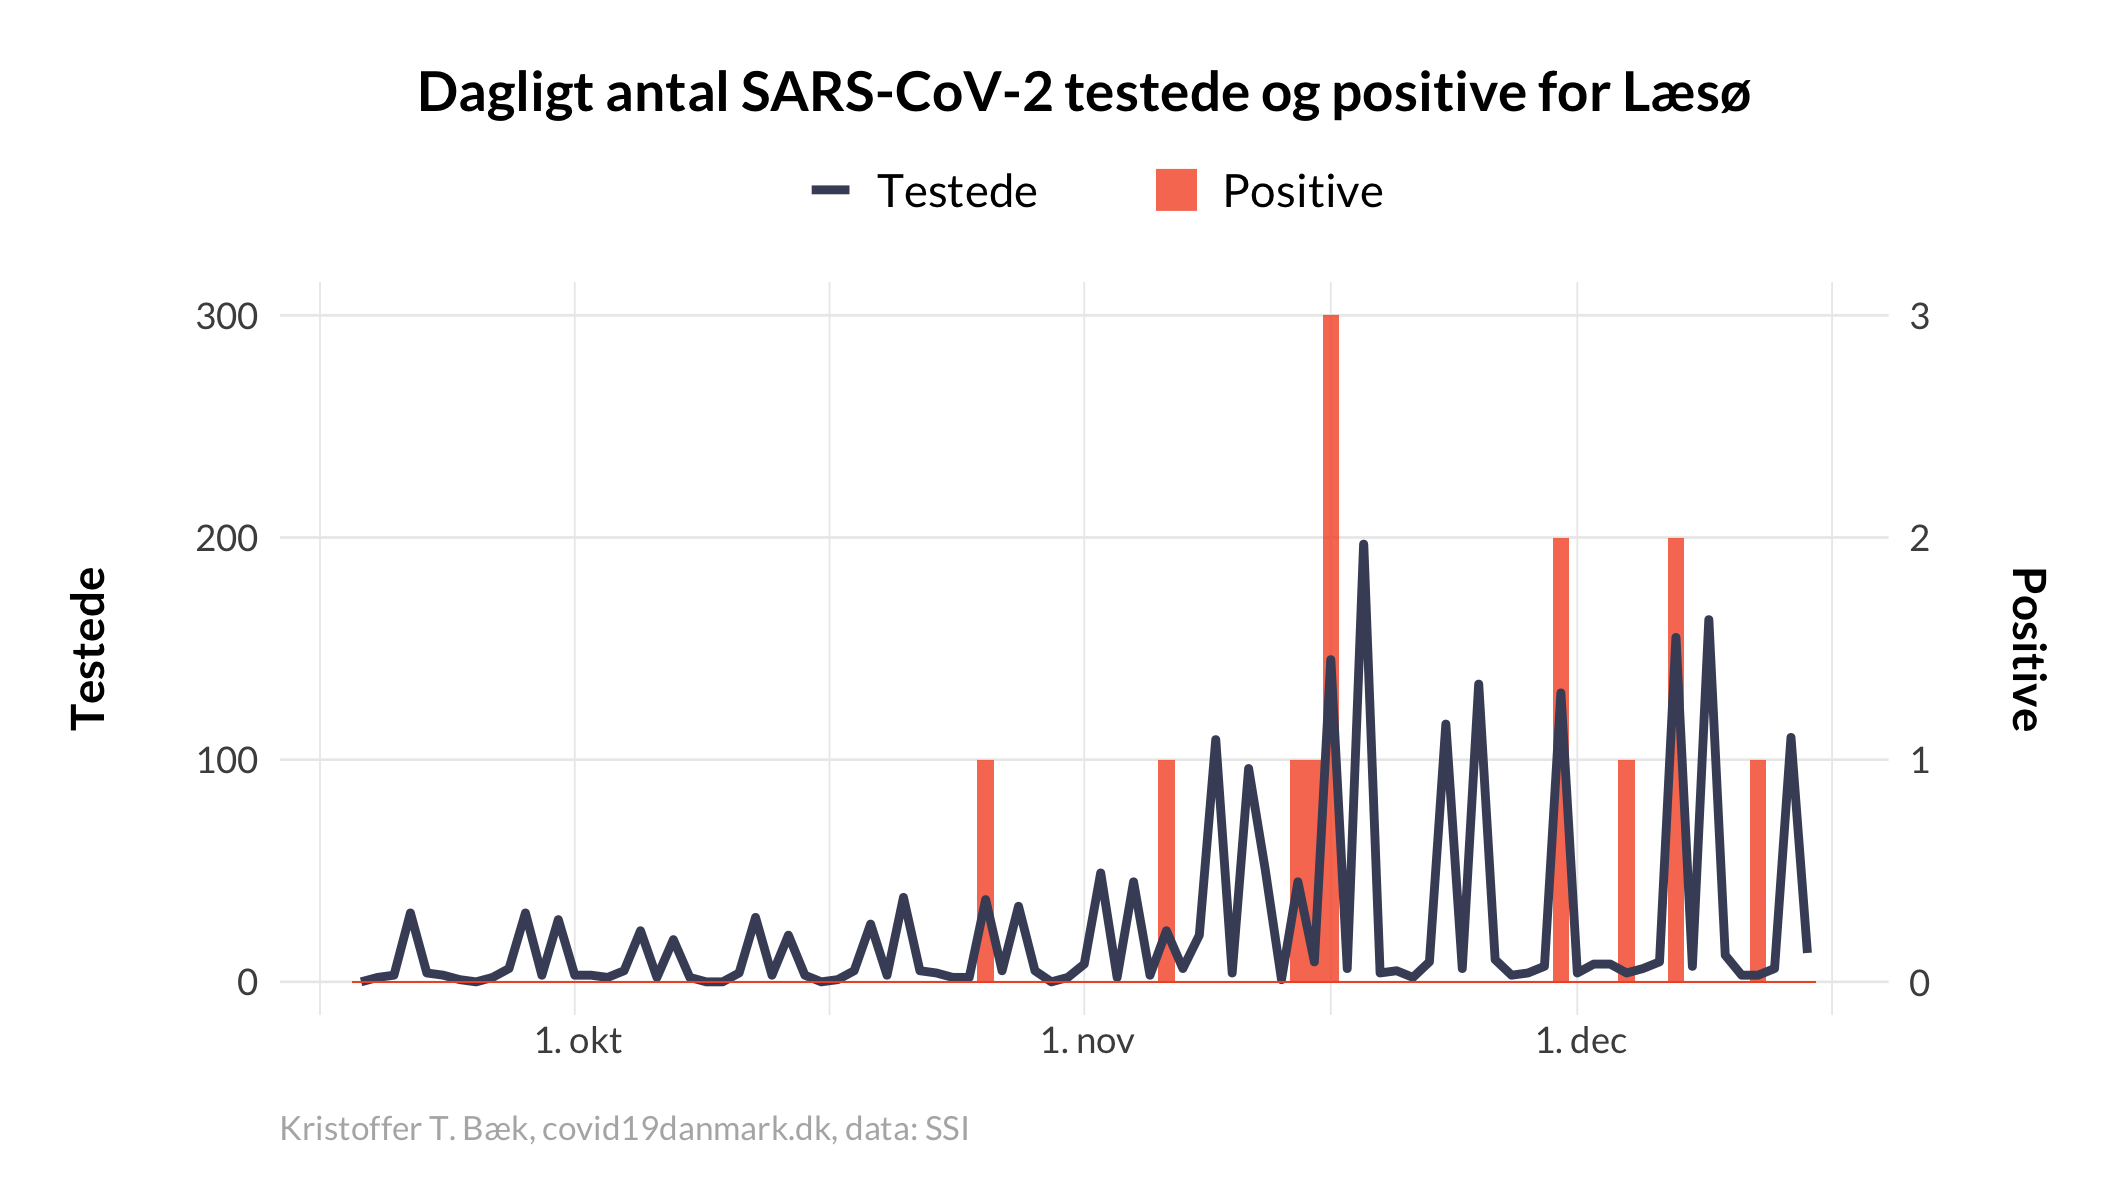 Dagligt antal SARS-CoV-2 testede og positive for Læsø
Testede Positive
300 3
200 2
100 1
0 0
Testede
Positive
1. okt 1. nov 1. dec
Kristoffer T. Bæk, covid19danmark.dk, data: SSI